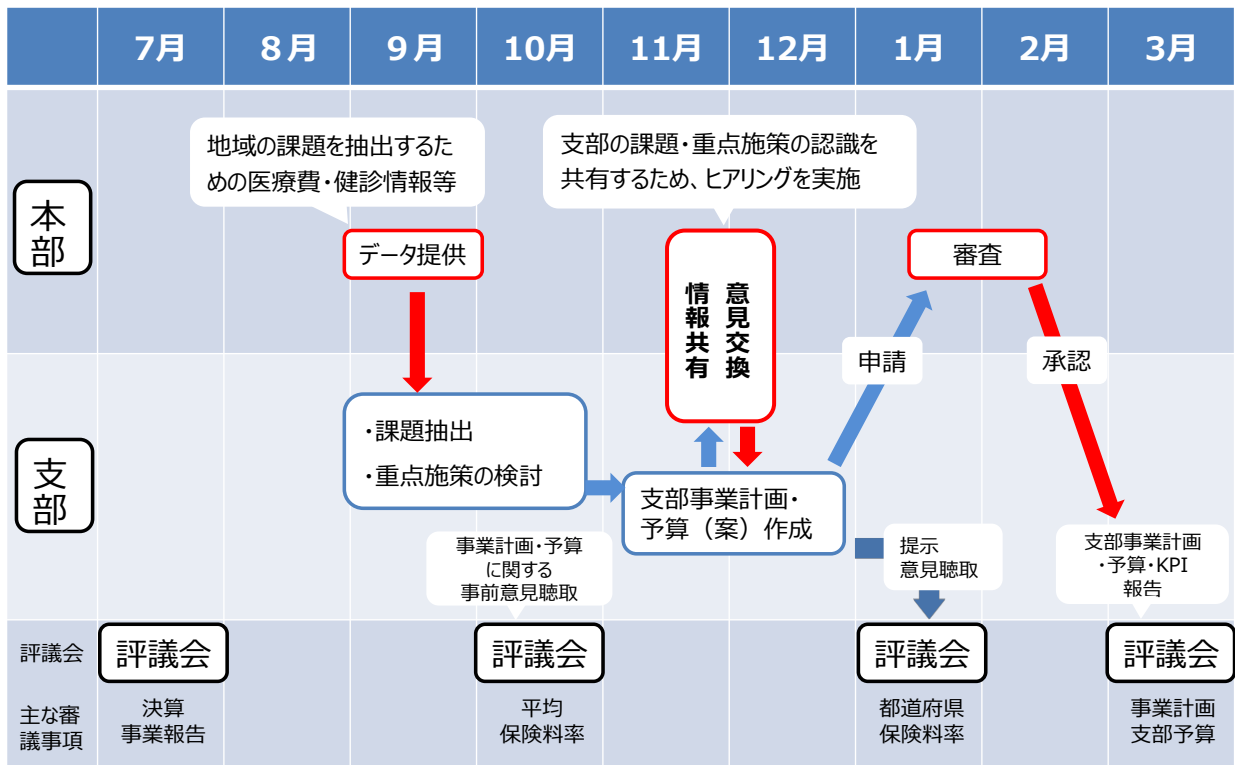 7月
8月
9月
10月
11月
12月
1月
2月
3月
地域の課題を抽出するた
めの医療費・健診情報等
支部の課題・重点施策の認識を
共有するため、ヒアリングを実施
本部
データ提供
意見交換
情報共有
審査
申請
承認
支部
・課題抽出
・重点施策の検討
支部事業計画・
予算（案）作成
事業計画・予算
に関する
事前意見聴取
提示
意見聴取
支部事業計画
・予算・KPI
報告
評議会
評議会
評議会
評議会
評議会
主な審
議事項
決算
事業報告
平均
保険料率
都道府県
保険料率
事業計画
支部予算